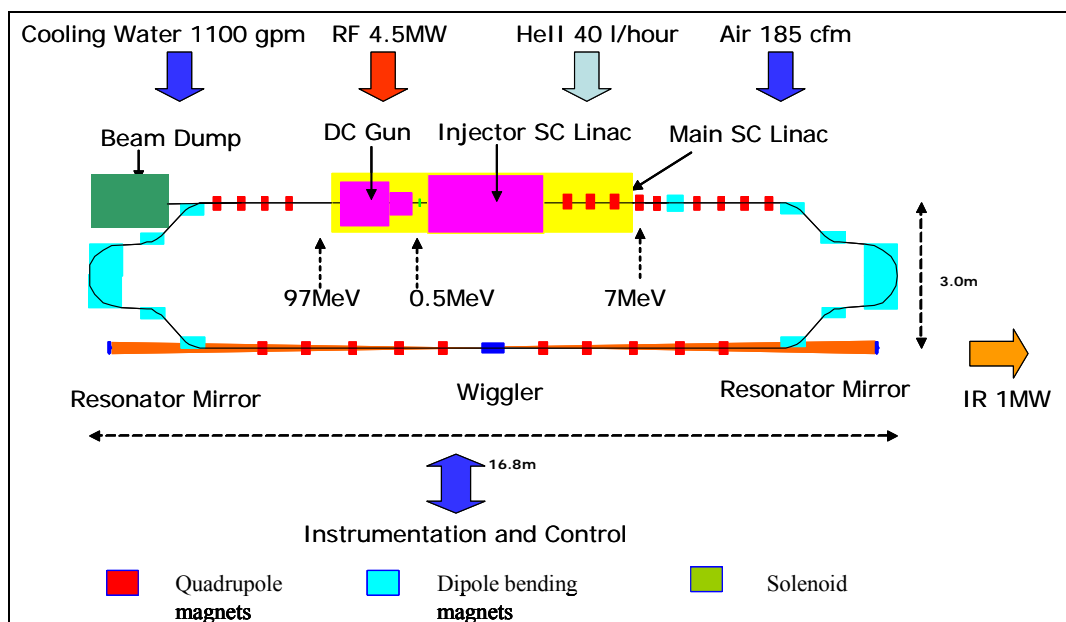 Cooling Water 1100 gpm
RF 4.5MW
HeII 40 l/hour
Air 185 cfm
Beam Dump
DC Gun
Injector SC Linac
Main SC Linac
97MeV
0.5MeV
7MeV
3.0m
Resonator Mirror
Wiggler
Resonator Mirror
IR 1MW
16.8m
Instrumentation and Control
Quadrupole
magnets
Dipole bending
magnets
Solenoid